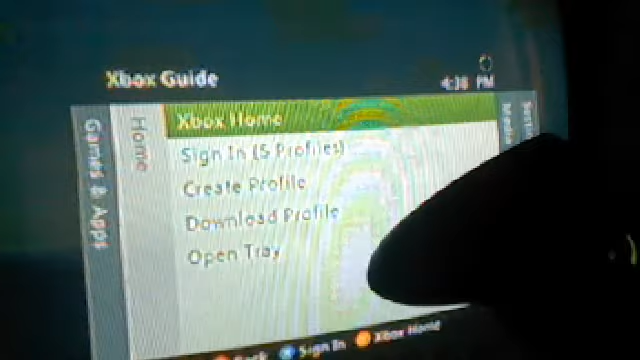 Xbox Guide
4:38 PM
Games & Apps
Home
Xbox Home
Sign In (5 Profiles)
Create Profile
Download Profile
Open Tray
Media
Back
Sign In
Xbox Home